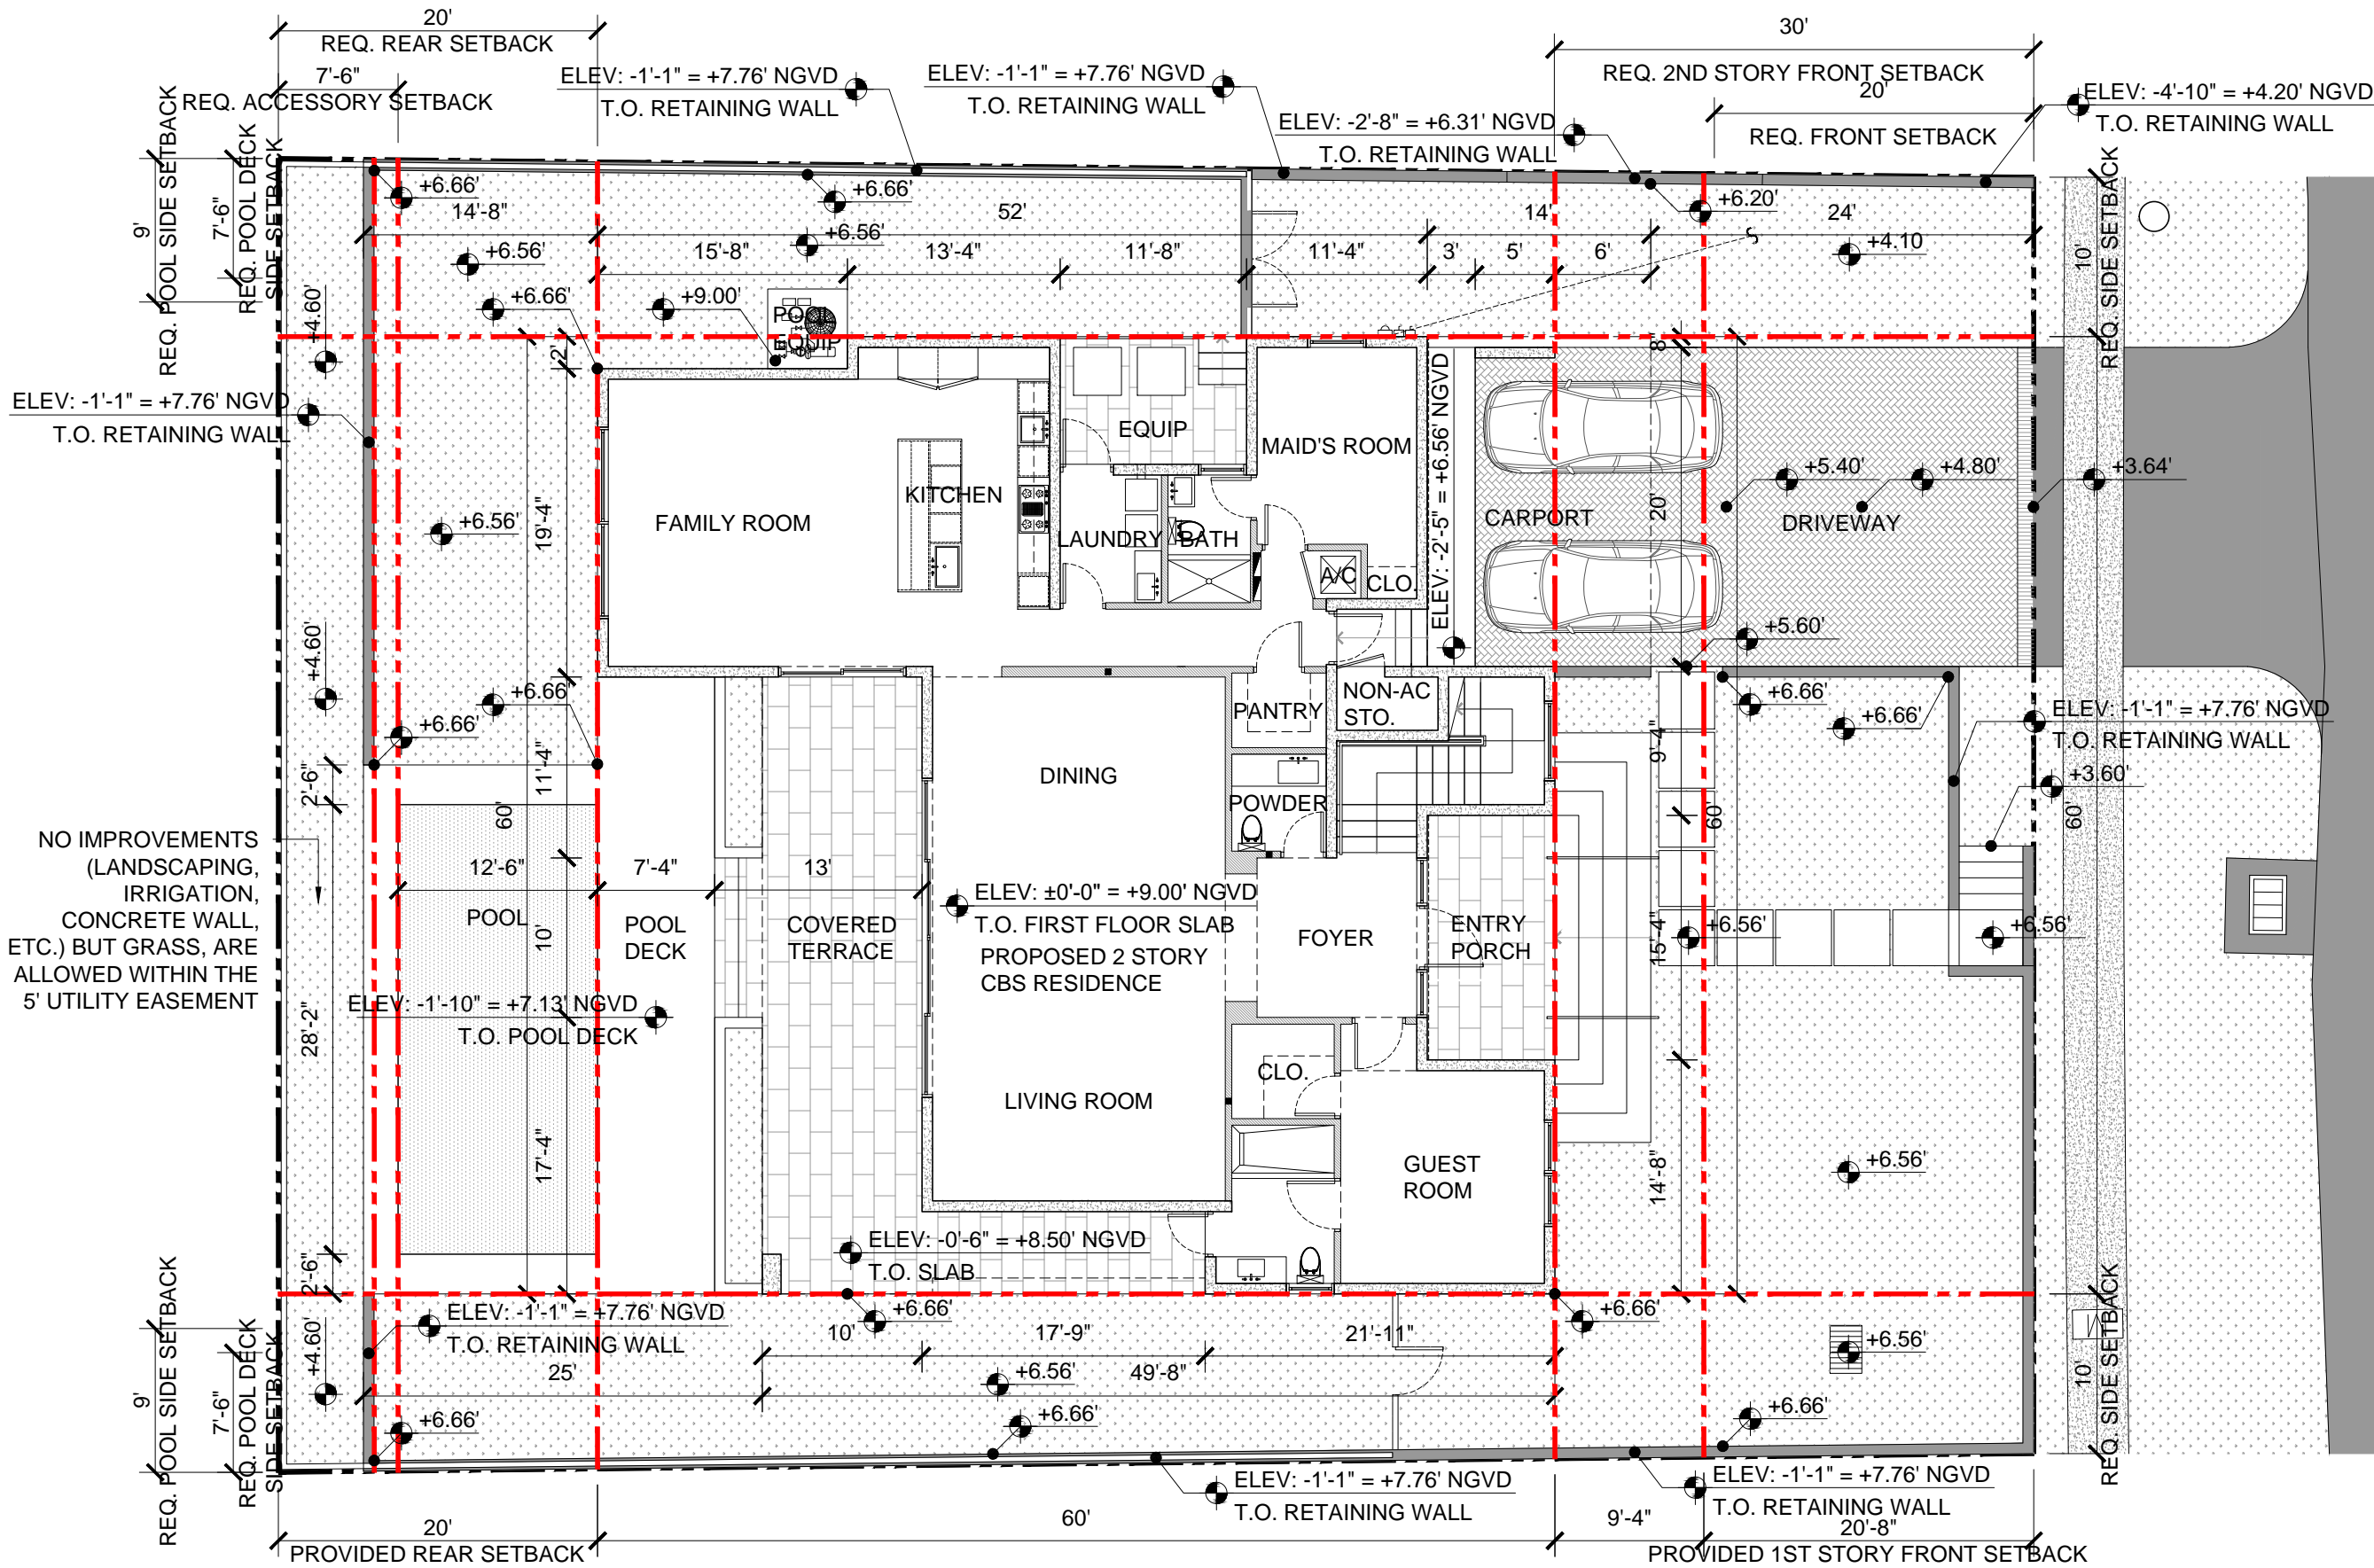 20'
REQ. REAR SETBACK
7'-6"
REQ. ACCESSORY SETBACK
ELEV: -1'-1" = +7.76' NGVD
T.O. RETAINING WALL
ELEV: -1'-1" = +7.76' NGVD
T.O. RETAINING WALL
30'
REQ. 2ND STORY FRONT SETBACK
20'
REQ. FRONT SETBACK
ELEV: -2'-8" = +6.31' NGVD
T.O. RETAINING WALL
ELEV: -4'-10" = +4.20' NGVD
T.O. RETAINING WALL
9'
REQ. POOL SIDE SETBACK
7'-6"
REQ. POOL DECK
SIDE SETBACK
+6.66'
14'-8"
+6.66'
52'
14'
+6.20'
24'
+6.56'
+6.56'
15'-8"
13'-4"
11'-8"
11'-4"
3'
5'
6'
+4.10
10'
REQ. SIDE SETBACK
+4.60'
+6.66'
+9.00'
POOL
EQUIP
2'
8"
ELEV: -1'-1" = +7.76' NGVD
T.O. RETAINING WALL
EQUIP
MAID'S ROOM
ELEV: -2'-5" = +6.56' NGVD
+5.40'
+4.80'
+3.64'
KITCHEN
FAMILY ROOM
CARPORT
20'
DRIVEWAY
+6.56'
19'-4"
LAUNDRY
BATH
A/C
CLO.
+4.60'
+5.60'
+6.66'
NON-AC
STO.
PANTRY
+6.66'
+6.66'
ELEV: -1'-1" = +7.76' NGVD
T.O. RETAINING WALL
+6.66'
9'-4"
DINING
+3.60'
2'-6"
11'-4"
60'
POWDER
60'
60'
NO IMPROVEMENTS
(LANDSCAPING,
IRRIGATION,
CONCRETE WALL,
ETC.) BUT GRASS, ARE
ALLOWED WITHIN THE
5' UTILITY EASEMENT
12'-6"
7'-4"
13'
POOL
10'
POOL
DECK
COVERED
TERRACE
ELEV: ±0'-0" = +9.00' NGVD
T.O. FIRST FLOOR SLAB
PROPOSED 2 STORY
CBS RESIDENCE
FOYER
ENTRY
PORCH
15'-4"
+6.56'
+6.56'
ELEV: -1'-10" = +7.13' NGVD
T.O. POOL DECK
28'-2"
CLO.
LIVING ROOM
17'-4"
GUEST
ROOM
14'-8"
+6.56'
ELEV: -0'-6" = +8.50' NGVD
T.O. SLAB
2'-6"
REQ. POOL SIDE SETBACK
9'
REQ. POOL DECK
SIDE SETBACK
7'-6"
+4.60'
ELEV: -1'-1" = +7.76' NGVD
T.O. RETAINING WALL
+6.66'
+6.66'
10'
17'-9"
21'-11"
+6.56'
25'
+6.56'
49'-8"
10'
REQ. SIDE SETBACK
+6.66'
+6.66'
+6.66'
ELEV: -1'-1" = +7.76' NGVD
T.O. RETAINING WALL
ELEV: -1'-1" = +7.76' NGVD
T.O. RETAINING WALL
20'
PROVIDED REAR SETBACK
60'
9'-4"
20'-8"
PROVIDED 1ST STORY FRONT SETBACK